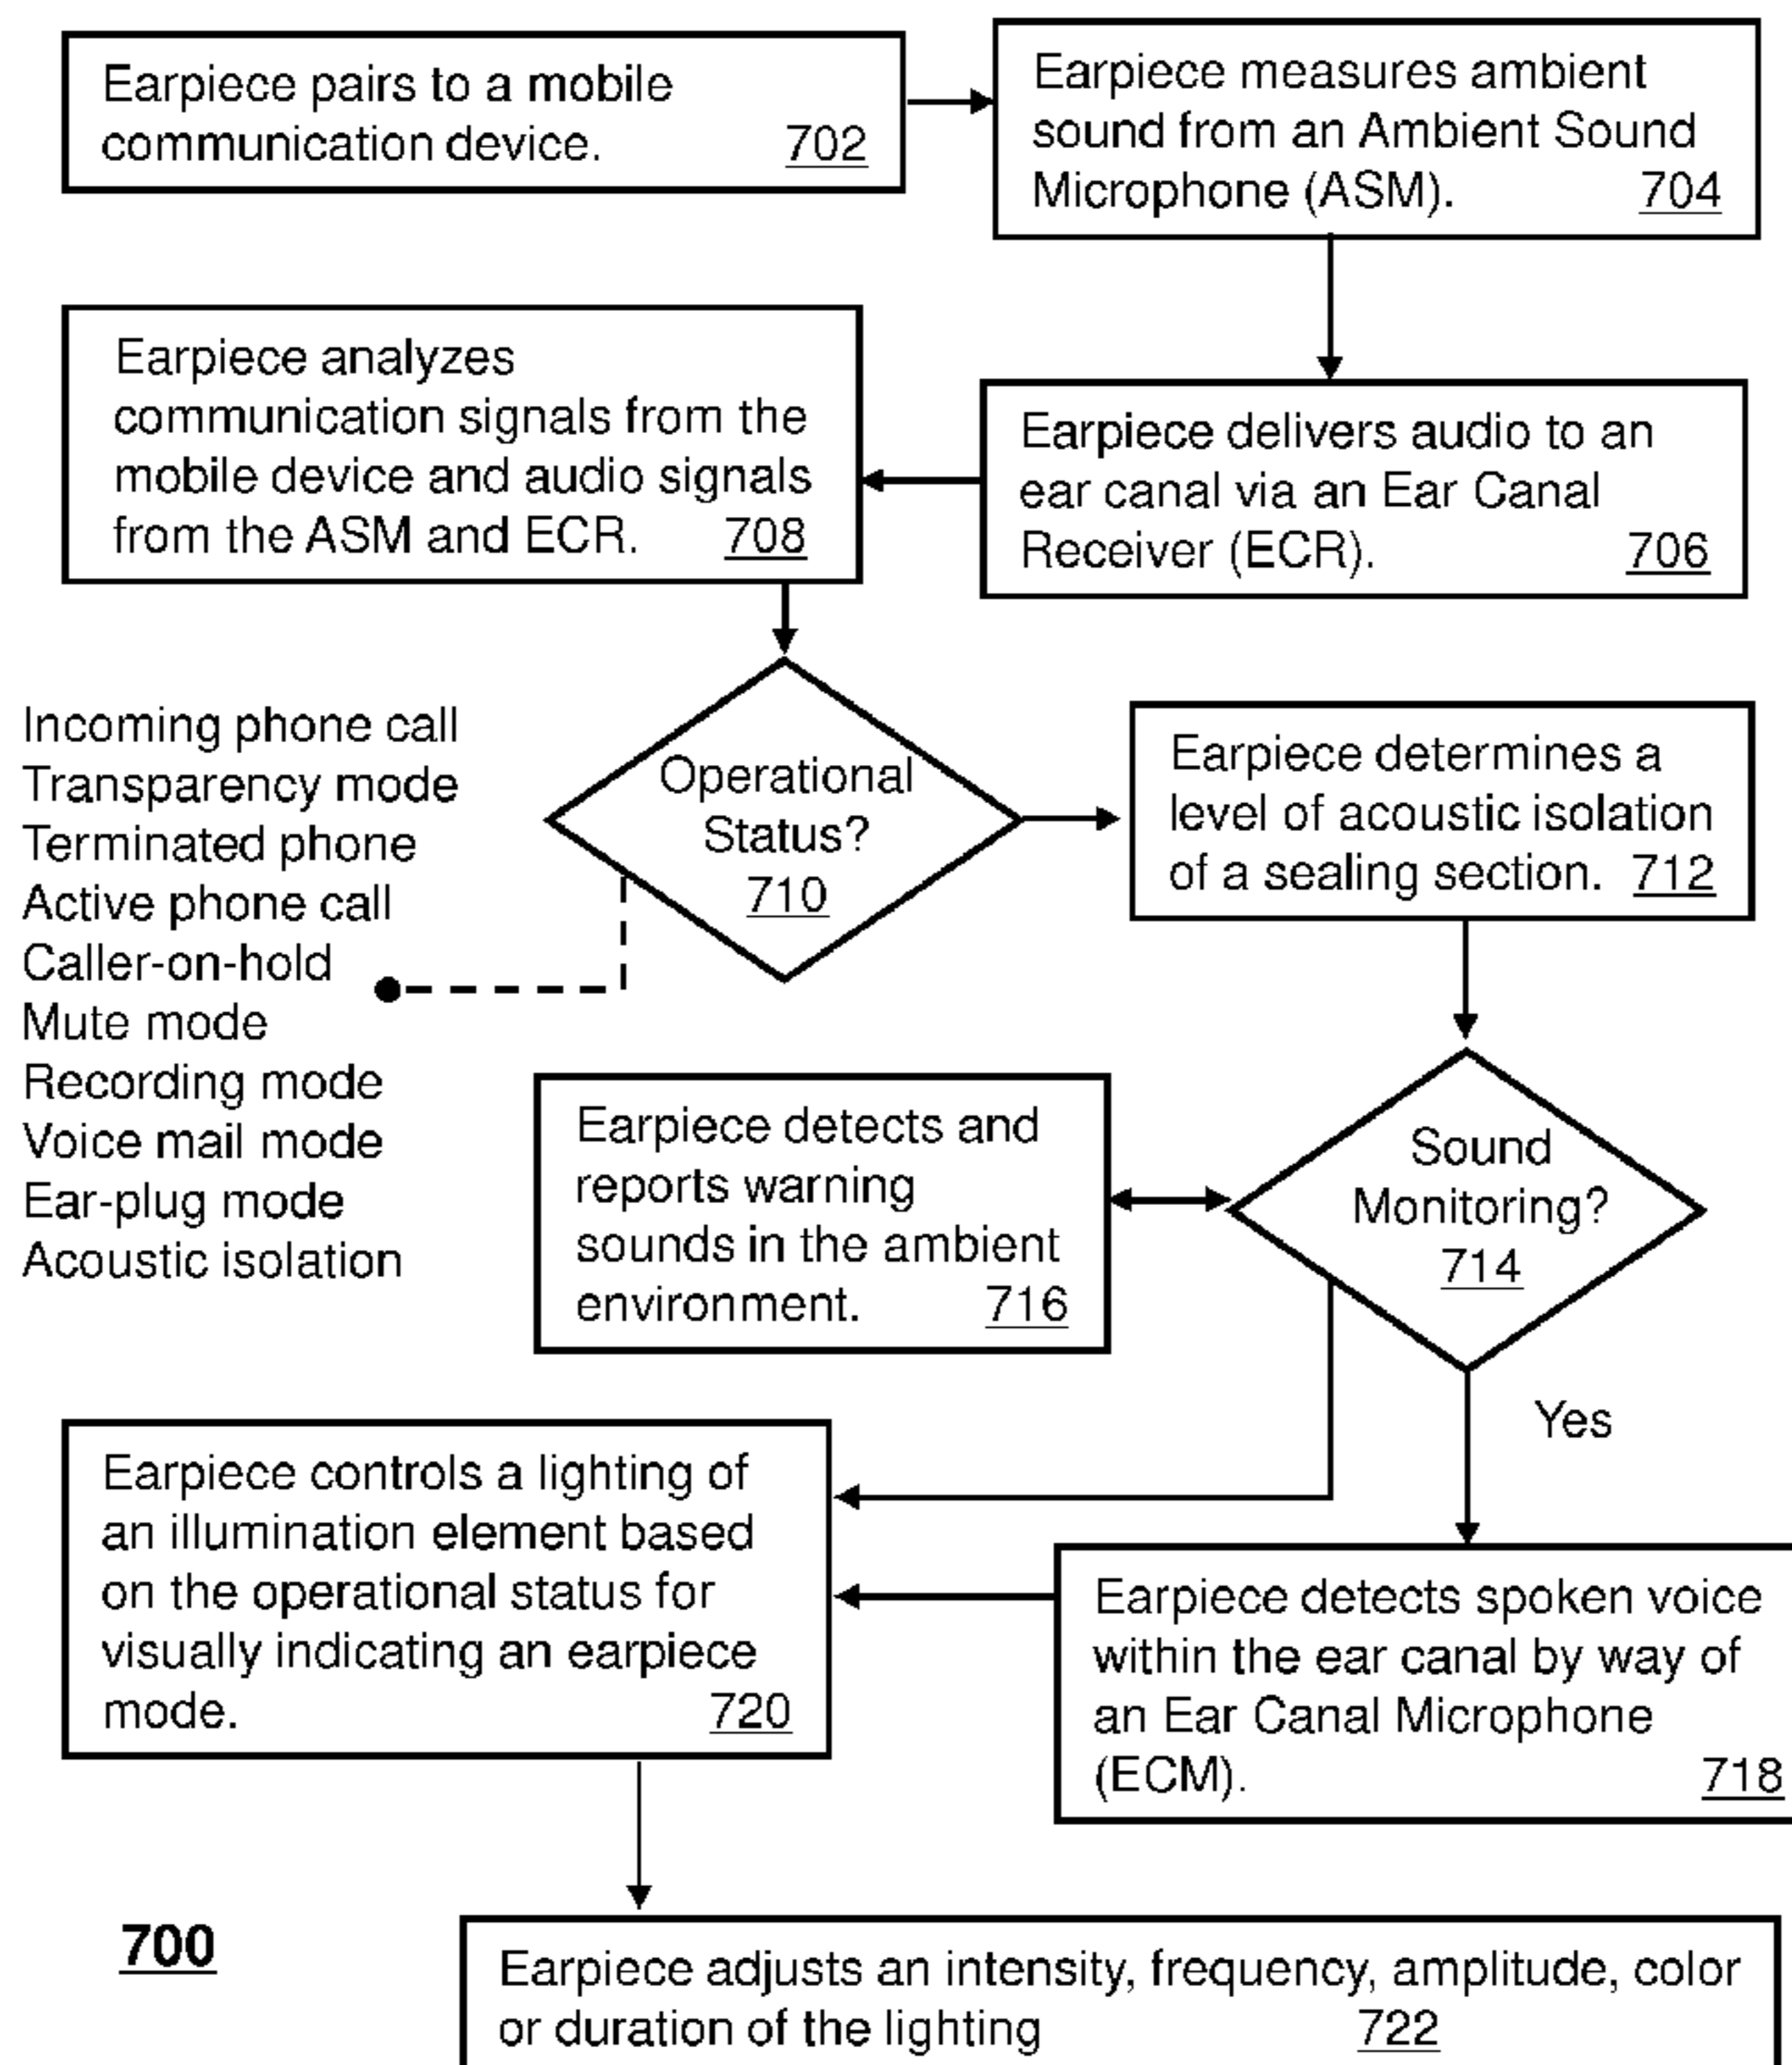 Earpiece pairs to a mobile
communication device. 702
Earpiece measures ambient
sound from an Ambient Sound
Microphone (ASM). 704
Earpiece analyzes
communication signals from the
mobile device and audio signals
from the ASM and ECR. 708
Earpiece delivers audio to an
ear canal via an Ear Canal
Receiver (ECR). 706
Incoming phone call
Transparency mode
Terminated phone
Active phone call
Caller-on-hold
Mute mode
Recording mode
Voice mail mode
Ear-plug mode
Acoustic isolation
Operational
Status?
710
Earpiece determines a
level of acoustic isolation
of a sealing section. 712
Earpiece detects and
reports warning
sounds in the ambient
environment. 716
Sound
Monitoring?
714
Yes
Earpiece controls a lighting of
an illumination element based
on the operational status for
visually indicating an earpiece
mode. 720
Earpiece detects spoken voice
within the ear canal by way of
an Ear Canal Microphone
(ECM). 718
700
Earpiece adjusts an intensity, frequency, amplitude, color
or duration of the lighting 722